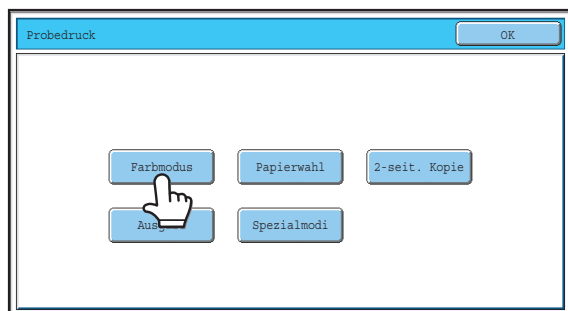 Probedruck
OK
Farbmodus
Papierwahl
2-seit. Kopie
Spezialmodi